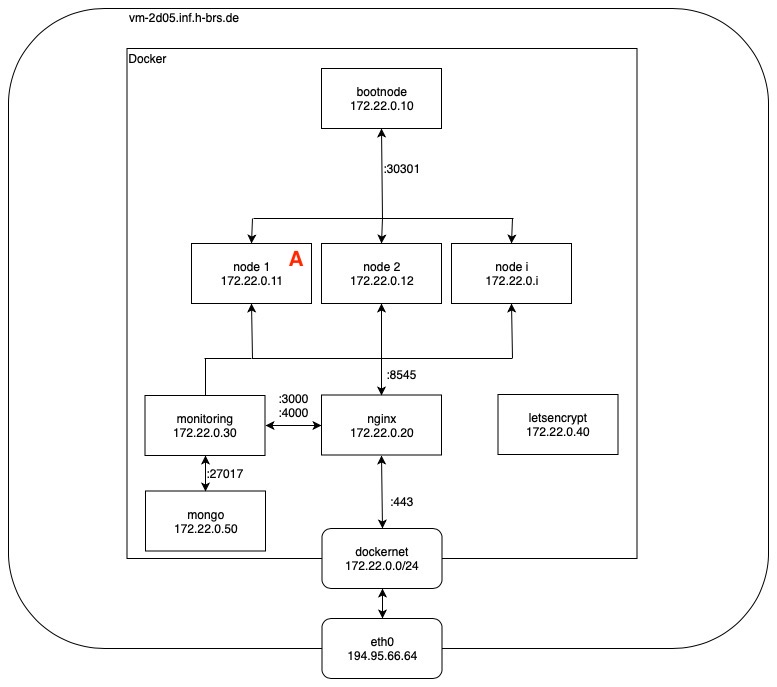 vm-2d05.inf.h-brs.de
Docker
bootnode
172.22.0.10
:30301
node 1
172.22.0.11
A
node 2
172.22.0.12
node i
172.22.0.i
:8545
:3000
:4000
monitoring
172.22.0.30
nginx
172.22.0.20
letsencrypt
172.22.0.40
:27017
:443
mongo
172.22.0.50
dockernet
172.22.0.0/24
eth0
194.95.66.64